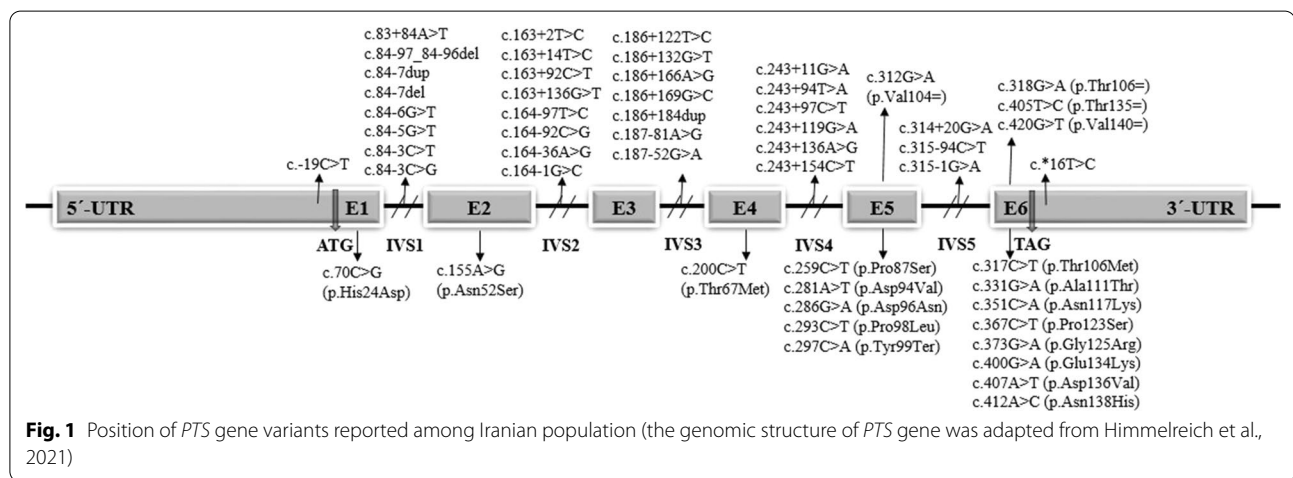 c.83+84A>T
c.84-97_84-96del
c.84-7dup
c.84-7del
c.84-6G>T
c.84-5G>T
c.84-3C>T
c.84-3C>G
c.163+2T>C
c.163+14T>C
c.163+92C>T
c.163+136G>T
c.164-97T>C
c.164-92C>G
c.164-36A>G
c.164-1G>C
c.186+122T>C
c.186+132G>T
c.186+166A>G
c.186+169G>C
c.186+184dup
c.187-81A>G
c.187-52G>A
c.243+11G>A
c.243+94T>A
c.243+97C>T
c.243+119G>A
c.243+136A>G
c.243+154C>T
c.312G>A
(p.Val104=)
c.314+20G>A
c.315-94C>T
c.315-1G>A
c.318G>A (p.Thr106=)
c.405T>C (p.Thr135=)
c.420G>T (p.Val140=)
c.-19C>T
c.*16T>C
5´-UTR E1 E2 E3 E4 E5 E6 3´-UTR
ATG IVS1 IVS2 IVS3 IVS4 IVS5 TAG
c.70C>G
(p.His24Asp)
c.155A>G
(p.Asn52Ser)
c.200C>T
(p.Thr67Met)
c.259C>T (p.Pro87Ser)
c.281A>T (p.Asp94Val)
c.286G>A (p.Asp96Asn)
c.293C>T (p.Pro98Leu)
c.297C>A (p.Tyr99Ter)
c.317C>T (p.Thr106Met)
c.331G>A (p.Ala111Thr)
c.351C>A (p.Asn117Lys)
c.367C>T (p.Pro123Ser)
c.373G>A (p.Gly125Arg)
c.400G>A (p.Glu134Lys)
c.407A>T (p.Asp136Val)
c.412A>C (p.Asn138His)
Fig. 1 Position of PTS gene variants reported among Iranian population (the genomic structure of PTS gene was adapted from Himmelreich et al.,
2021)